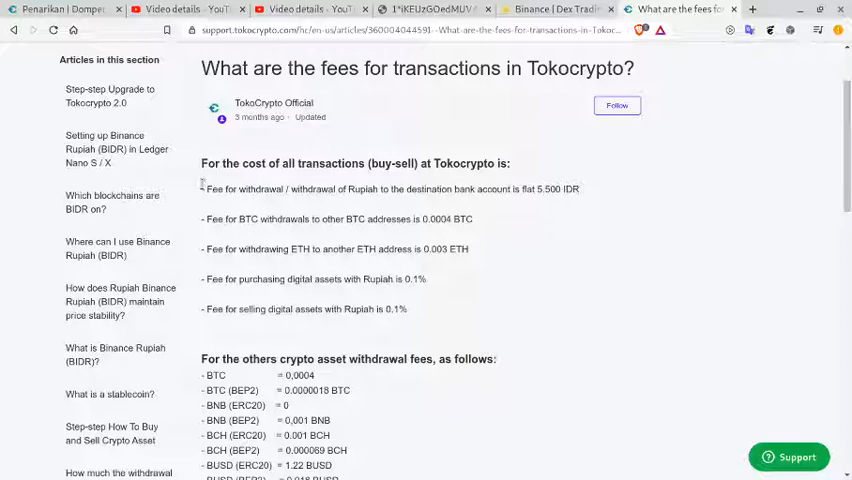 Penarikan | Domper
Video details - YouT
Video details - YouT
1*iKEUzGOedMUV
Binance | Dex Tradin
What are the fees fo
support.tokocrypto.com/hc/en-us/articles/360004044591--What-are-the-fees-for-transactions-in-Tokoc...
Articles in this section
Step-step Upgrade to
Tokocrypto 2.0
Setting up Binance
Rupiah (BIDR) in Ledger
Nano S / X
Which blockchains are
BIDR on?
Where can I use Binance
Rupiah (BIDR)
How does Rupiah Binance
Rupiah (BIDR) maintain
price stability?
What is Binance Rupiah
(BIDR)?
What is a stablecoin?
Step-step How To Buy
and Sell Crypto Asset
How much the withdrawal
What are the fees for transactions in Tokocrypto?
TokoCrypto Official
3 months ago · Updated
Follow
For the cost of all transactions (buy-sell) at Tokocrypto is:
- Fee for withdrawal / withdrawal of Rupiah to the destination bank account is flat 5.500 IDR
- Fee for BTC withdrawals to other BTC addresses is 0.0004 BTC
- Fee for withdrawing ETH to another ETH address is 0.003 ETH
- Fee for purchasing digital assets with Rupiah is 0.1%
- Fee for selling digital assets with Rupiah is 0.1%
For the others crypto asset withdrawal fees, as follows:
- BTC = 0,0004
- BTC (BEP2) = 0.0000018 BTC
- BNB (ERC20) = 0
- BNB (BEP2) = 0,001 BNB
- BCH (ERC20) = 0.001 BCH
- BCH (BEP2) = 0.000069 BCH
- BUSD (ERC20) = 1.22 BUSD
Support